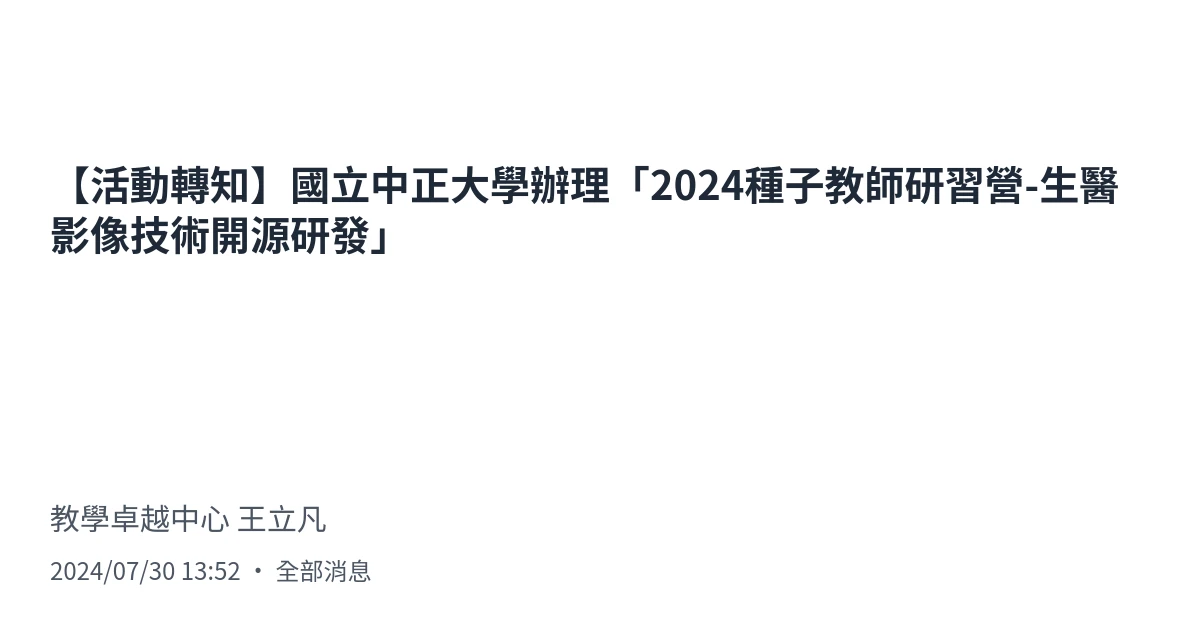 【活動轉知】國立中正大學辦理「2024種子教師研習營-生醫
影像技術開源研發」
教學卓越中心 王立凡
2024/07/30 13:52 · 全部消息